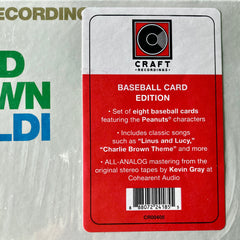 ECORDING
D
WN
LDI
CRAFT
RECORDINGS
BASEBALL CARD
EDITION
• Set of eight baseball cards
featuring the Peanuts® characters
• Includes classic songs
such as “Linus and Lucy,”
“Charlie Brown Theme” and more
• ALL-ANALOG mastering from the
original stereo tapes by Kevin Gray at
Cohearent Audio